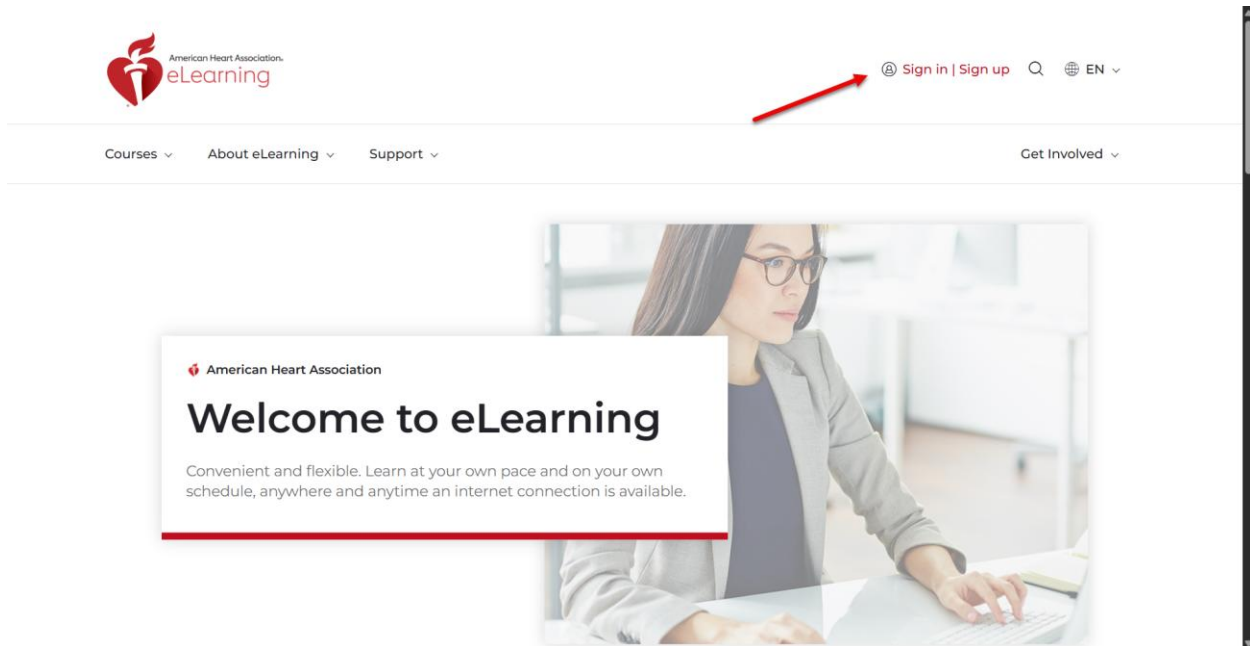 American Heart Association.
eLearning
Sign in | Sign up
EN
Courses
About eLearning
Support
Get Involved
American Heart Association
Welcome to eLearning
Convenient and flexible. Learn at your own pace and on your own
schedule, anywhere and anytime an internet connection is available.